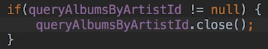 if(queryAlbumsByArtistId != null) {
    queryAlbumsByArtistId.close();
}